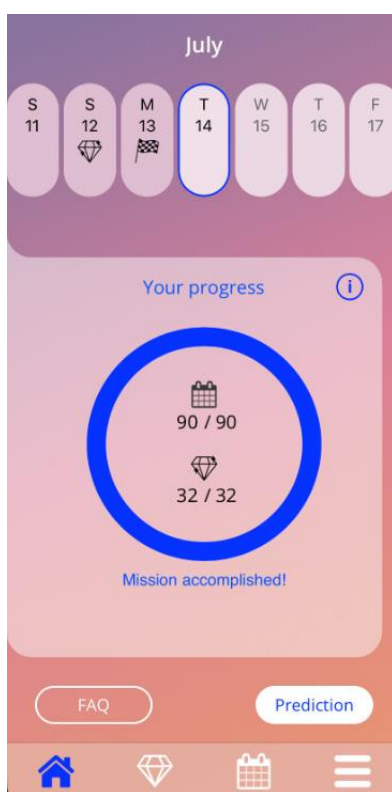 July
S S M T W T F
11 12 13 14 15 16 17
Your progress
i
90 / 90
32 / 32
Mission accomplished!
FAQ
Prediction